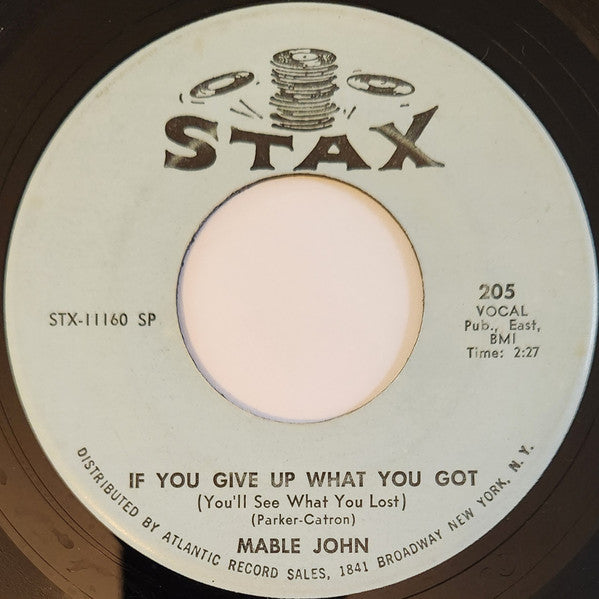 STAX
STX-11160 SP
205
VOCAL
Pub., East,
BMI
Time: 2:27
IF YOU GIVE UP WHAT YOU GOT
(You'll See What You Lost)
(Parker-Catron)
MABLE JOHN
DISTRIBUTED BY ATLANTIC RECORD SALES, 1841 BROADWAY NEW YORK, N. Y.